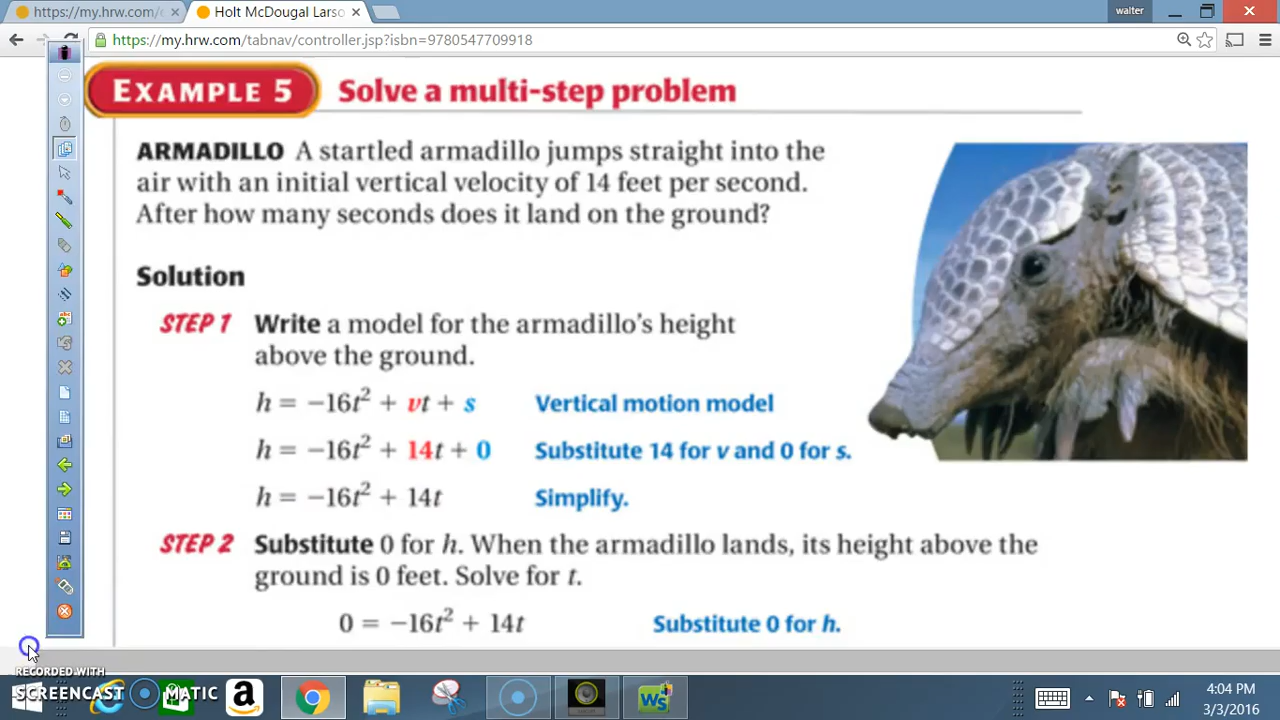 https://my.hrw.com/
Holt McDougal Larso
walter
https://my.hrw.com/tabnav/controller.jsp?isbn=9780547709918
EXAMPLE 5 Solve a multi-step problem
ARMADILLO A startled armadillo jumps straight into the
air with an initial vertical velocity of 14 feet per second.
After how many seconds does it land on the ground?
Solution
STEP 1 Write a model for the armadillo's height
above the ground.
h = −16t² + vt + s Vertical motion model
h = −16t² + 14t + 0 Substitute 14 for v and 0 for s.
h = −16t² + 14t Simplify.
STEP 2 Substitute 0 for h. When the armadillo lands, its height above the
ground is 0 feet. Solve for t.
0 = −16t² + 14t Substitute 0 for h.
RECORDED WITH
SCREENCAST MATIC
4:04 PM
3/3/2016